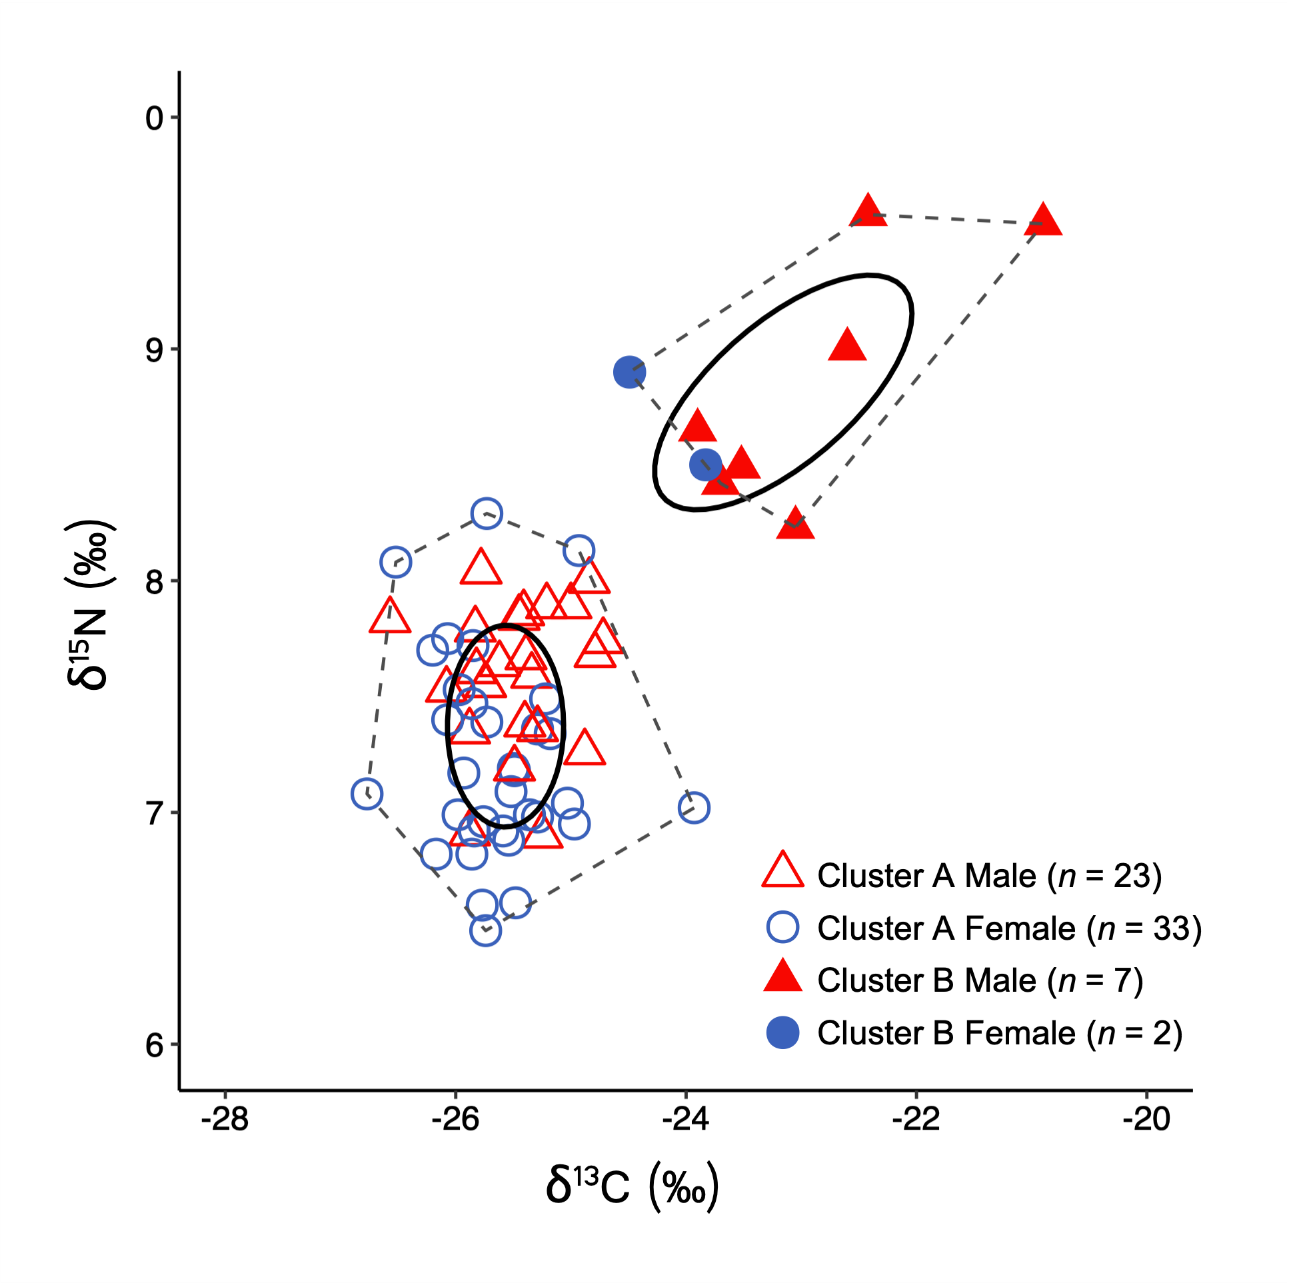 0
9
8
7
6
δ¹⁵N (‰)
Cluster A Male (n = 23)
Cluster A Female (n = 33)
Cluster B Male (n = 7)
Cluster B Female (n = 2)
-28 -26 -24 -22 -20
δ¹³C (‰)